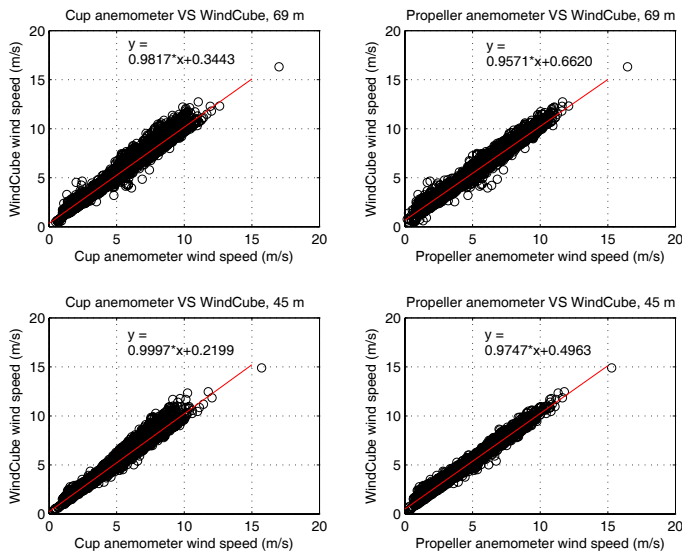 Cup anemometer VS WindCube, 69 m
20
15
10
5
0
WindCube wind speed (m/s)
y =
0.9817*x+0.3443
0
5
10
15
20
Cup anemometer wind speed (m/s)
Propeller anemometer VS WindCube, 69 m
20
15
10
5
0
WindCube wind speed (m/s)
y =
0.9571*x+0.6620
0
5
10
15
20
Propeller anemometer wind speed (m/s)
Cup anemometer VS WindCube, 45 m
20
15
10
5
0
WindCube wind speed (m/s)
y =
0.9997*x+0.2199
0
5
10
15
20
Cup anemometer wind speed (m/s)
Propeller anemometer VS WindCube, 45 m
20
15
10
5
0
WindCube wind speed (m/s)
y =
0.9747*x+0.4963
0
5
10
15
20
Propeller anemometer wind speed (m/s)